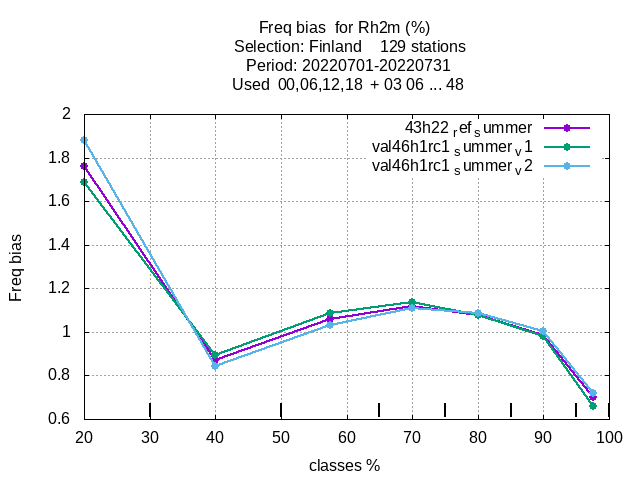 Freq bias  for Rh2m (%)
Selection: Finland    129 stations
Period: 20220701-20220731
Used  00,06,12,18  + 03 06 ... 48
43h22 ref summer
val46h1rc1 summer v1
val46h1rc1 summer v2
2
1.8
1.6
1.4
1.2
1
0.8
0.6
Freq bias
20 30 40 50 60 70 80 90 100
classes %